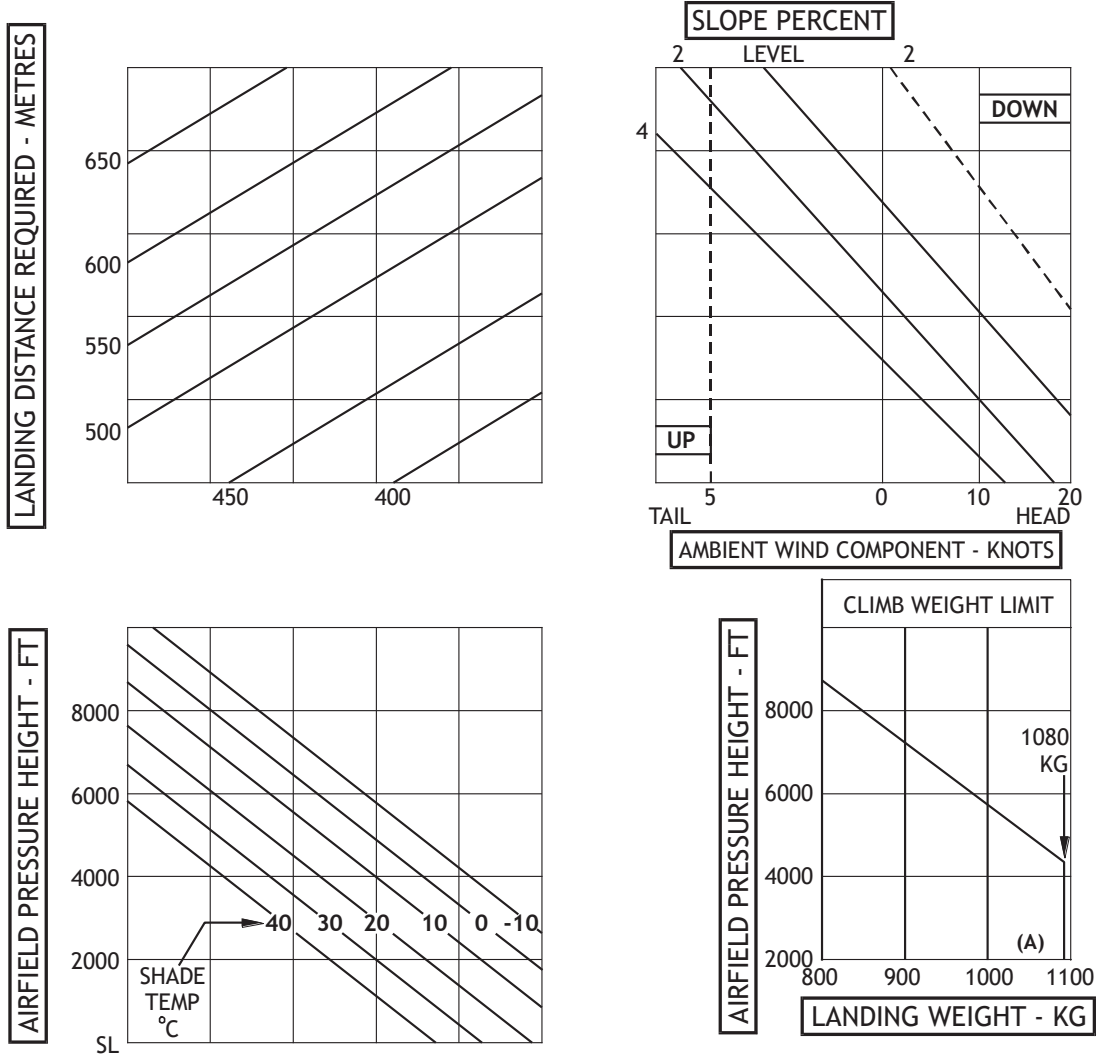 SLOPE PERCENT
2 LEVEL 2
DOWN
4
UP
LANDING DISTANCE REQUIRED - METRES
650
600
550
500
450 400
5 0 10 20
TAIL HEAD
AMBIENT WIND COMPONENT - KNOTS
AIRFIELD PRESSURE HEIGHT - FT
8000
6000
4000
2000
SL
40 30 20 10 0 -10
SHADE
TEMP
°C
AIRFIELD PRESSURE HEIGHT - FT
CLIMB WEIGHT LIMIT
8000
6000
4000
2000
1080
KG
(A)
800 900 1000 1100
LANDING WEIGHT - KG